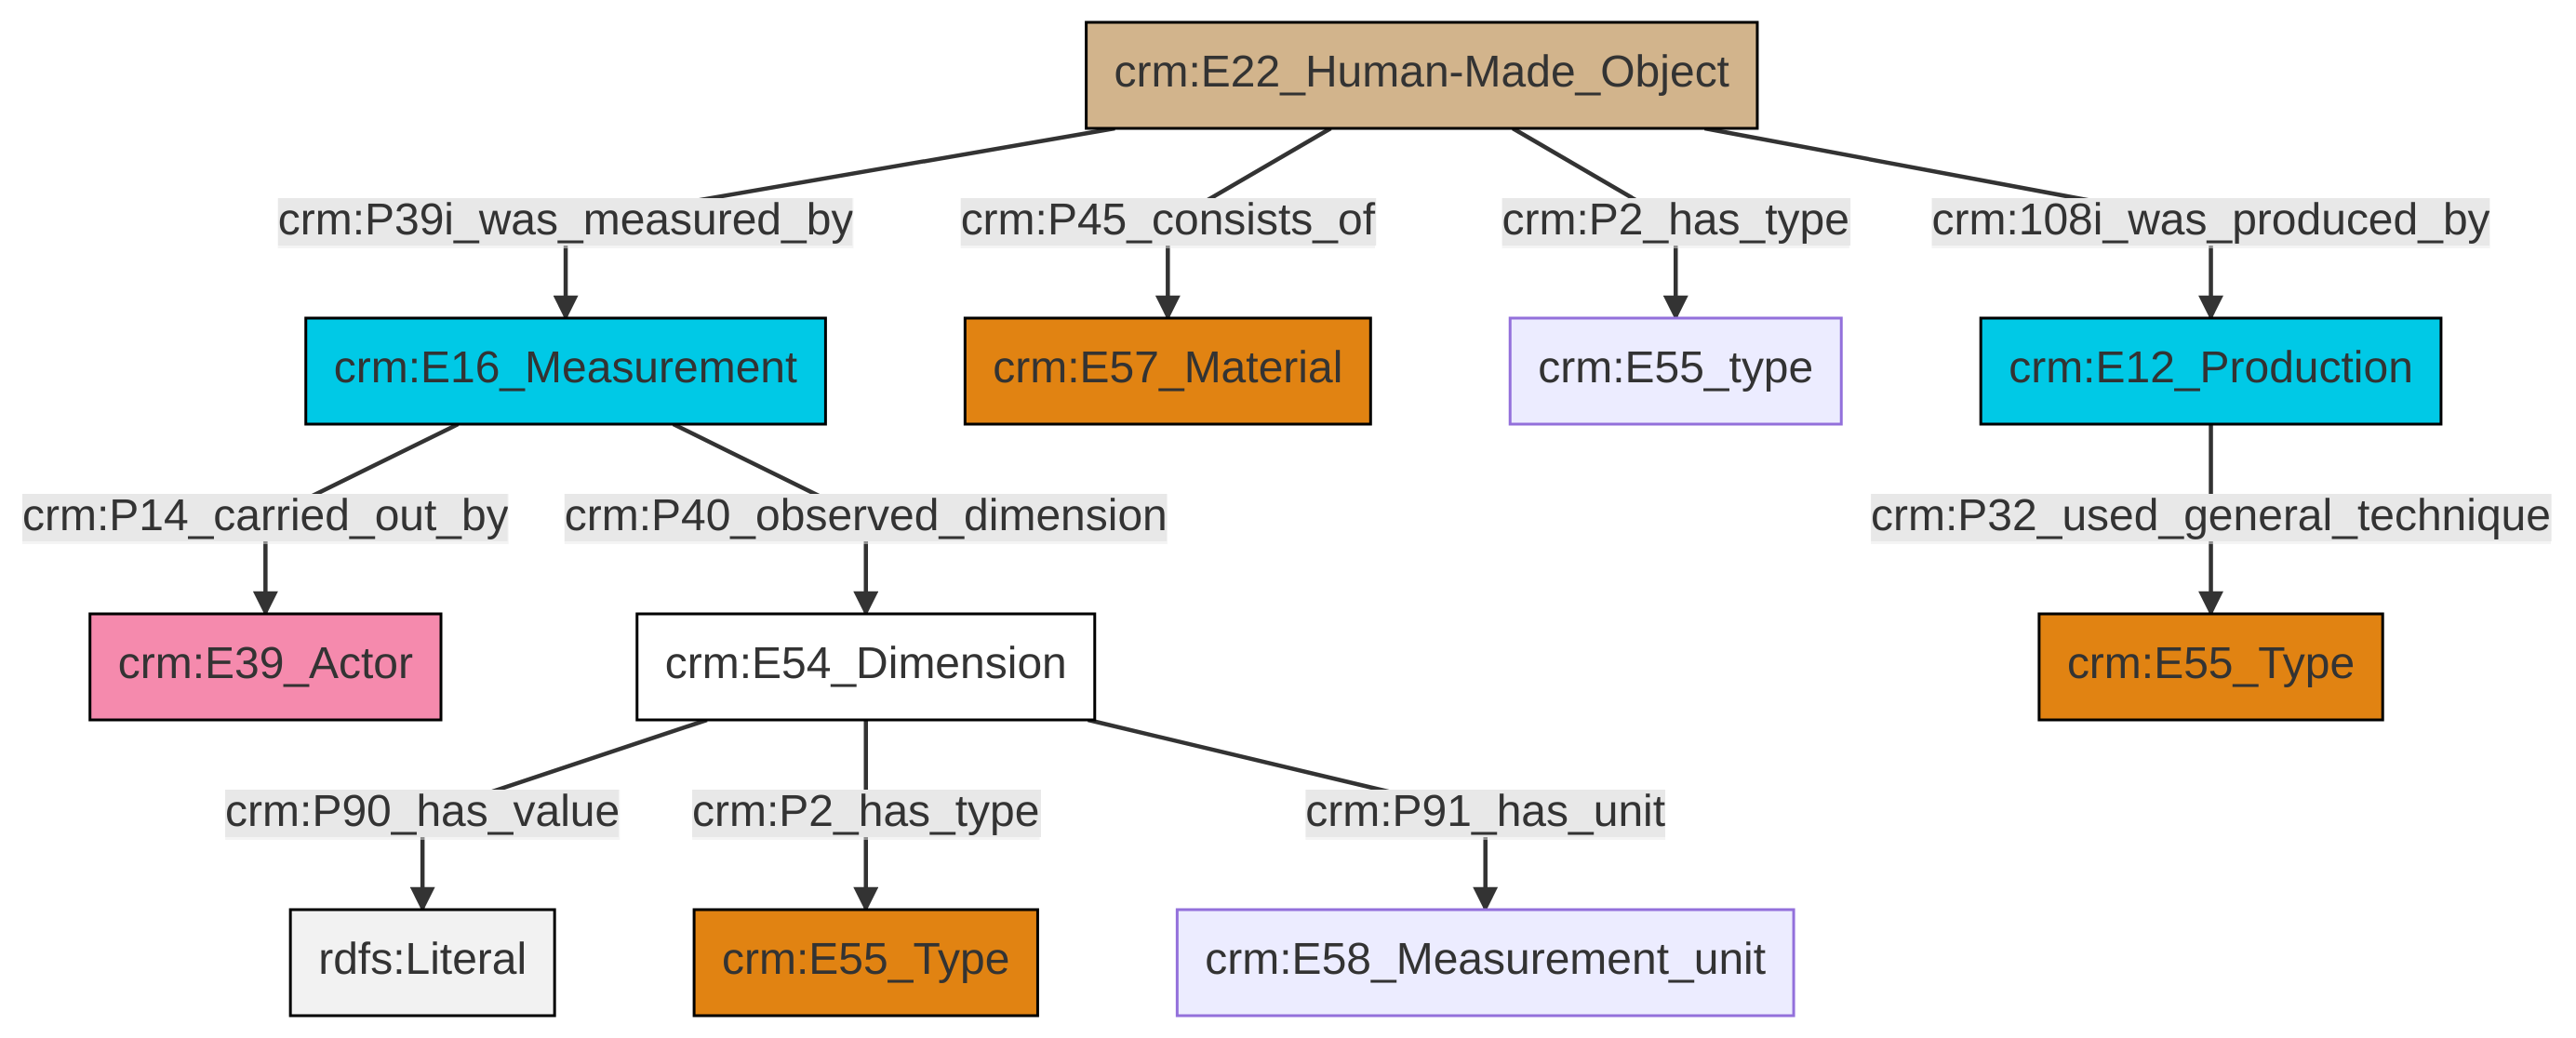 crm:E22_Human-Made_Object
crm:P39i_was_measured_by
crm:P45_consists_of
crm:P2_has_type
crm:108i_was_produced_by
crm:E16_Measurement
crm:E57_Material
crm:E55_type
crm:E12_Production
crm:P14_carried_out_by
crm:P40_observed_dimension
crm:P32_used_general_technique
crm:E39_Actor
crm:E54_Dimension
crm:E55_Type
crm:P90_has_value
crm:P2_has_type
crm:P91_has_unit
rdfs:Literal
crm:E55_Type
crm:E58_Measurement_unit